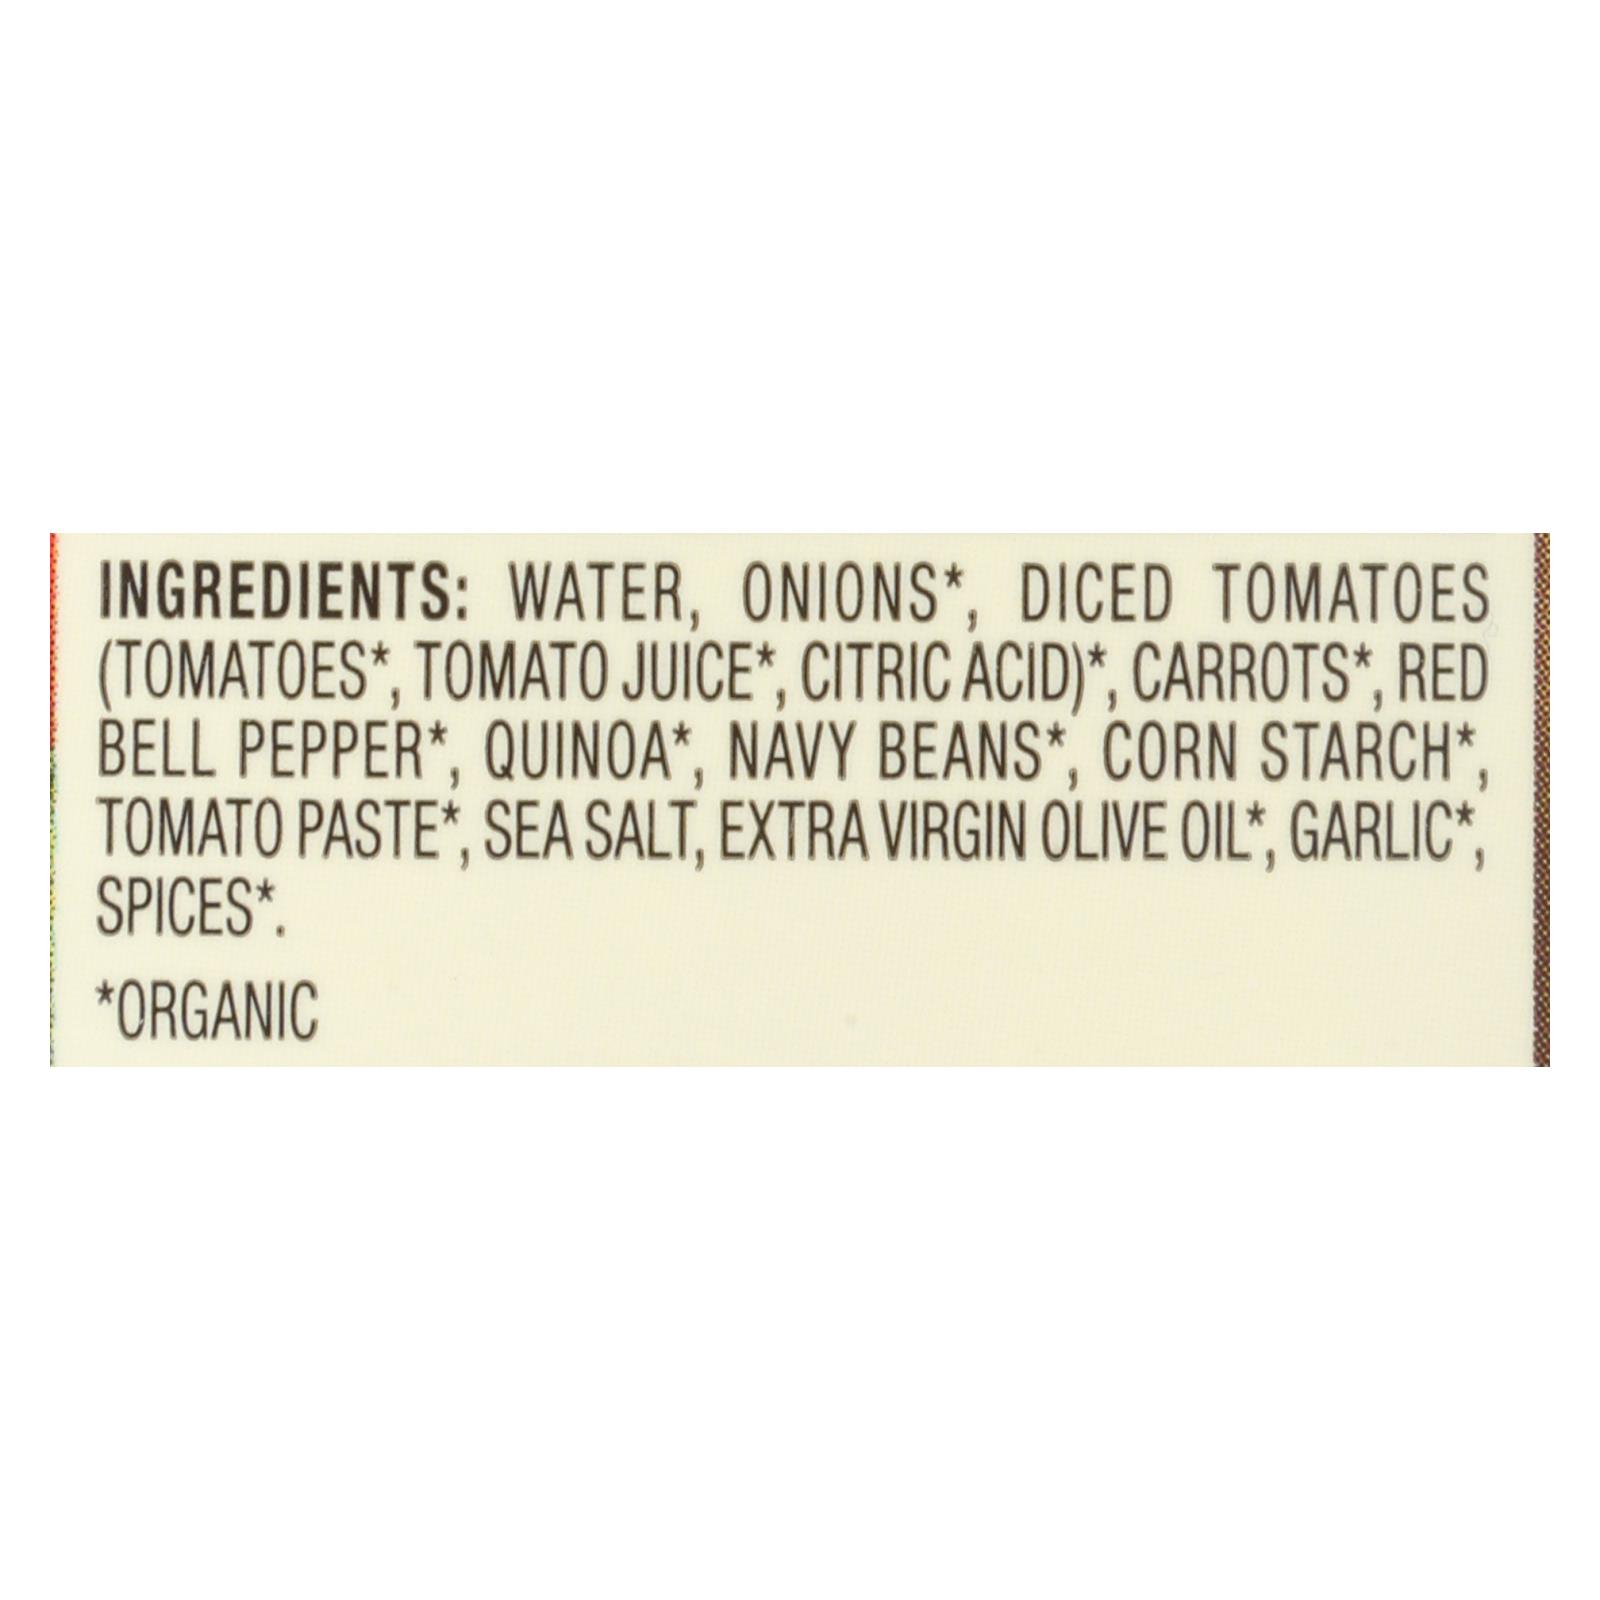 INGREDIENTS: WATER, ONIONS*, DICED TOMATOES
(TOMATOES*, TOMATO JUICE*, CITRIC ACID)*, CARROTS*, RED
BELL PEPPER*, QUINOA*, NAVY BEANS*, CORN STARCH*,
TOMATO PASTE*, SEA SALT, EXTRA VIRGIN OLIVE OIL*, GARLIC*,
SPICES*.
*ORGANIC